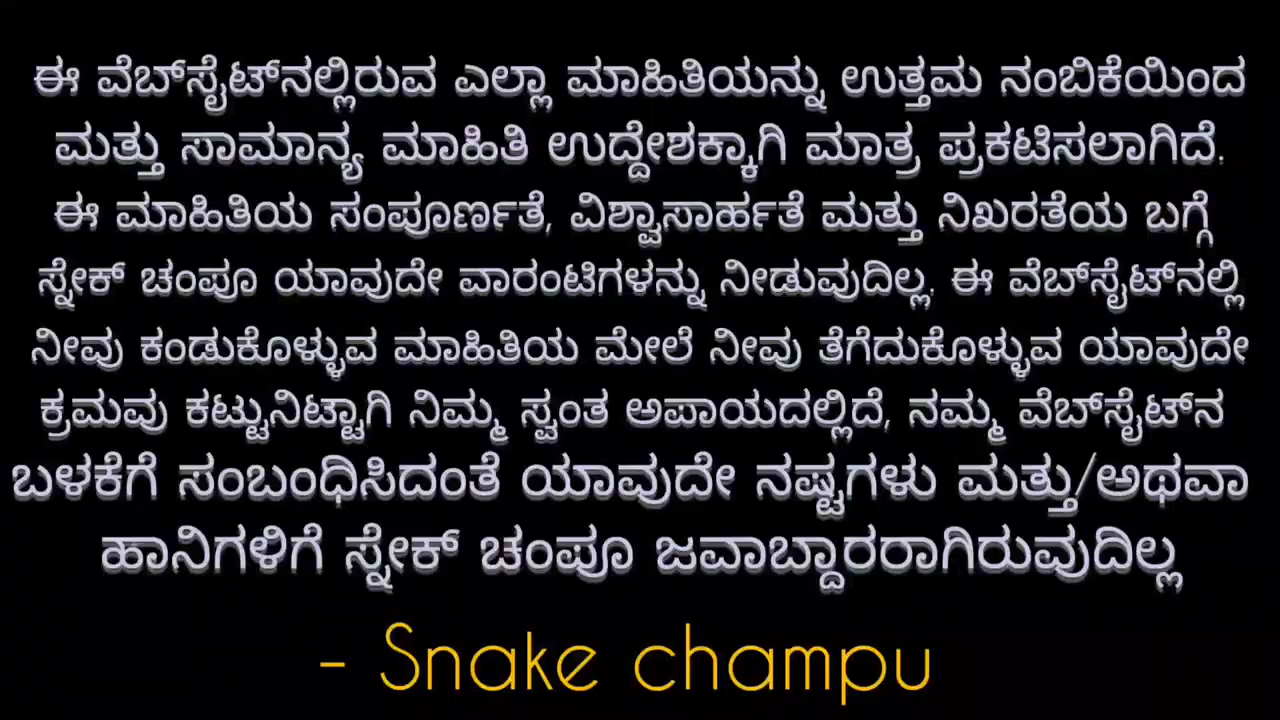 ಈ ವೆಬ್‌ಸೈಟ್‌ನಲ್ಲಿರುವ ಎಲ್ಲಾ ಮಾಹಿತಿಯನ್ನು ಉತ್ತಮ ನಂಬಿಕೆಯಿಂದ
ಮತ್ತು ಸಾಮಾನ್ಯ ಮಾಹಿತಿ ಉದ್ದೇಶಕ್ಕಾಗಿ ಮಾತ್ರ ಪ್ರಕಟಿಸಲಾಗಿದೆ.
ಈ ಮಾಹಿತಿಯ ಸಂಪೂರ್ಣತೆ, ವಿಶ್ವಾಸಾರ್ಹತೆ ಮತ್ತು ನಿಖರತೆಯ ಬಗ್ಗೆ
ಸ್ನೇಕ್ ಚಂಪೂ ಯಾವುದೇ ವಾರಂಟಿಗಳನ್ನು ನೀಡುವುದಿಲ್ಲ. ಈ ವೆಬ್‌ಸೈಟ್‌ನಲ್ಲಿ
ನೀವು ಕಂಡುಕೊಳ್ಳುವ ಮಾಹಿತಿಯ ಮೇಲೆ ನೀವು ತೆಗೆದುಕೊಳ್ಳುವ ಯಾವುದೇ
ಕ್ರಮವು ಕಟ್ಟುನಿಟ್ಟಾಗಿ ನಿಮ್ಮ ಸ್ವಂತ ಅಪಾಯದಲ್ಲಿದೆ, ನಮ್ಮ ವೆಬ್‌ಸೈಟ್‌ನ
ಬಳಕೆಗೆ ಸಂಬಂಧಿಸಿದಂತೆ ಯಾವುದೇ ನಷ್ಟಗಳು ಮತ್ತು/ಅಥವಾ
ಹಾನಿಗಳಿಗೆ ಸ್ನೇಕ್ ಚಂಪೂ ಜವಾಬ್ದಾರರಾಗಿರುವುದಿಲ್ಲ
- Snake champu